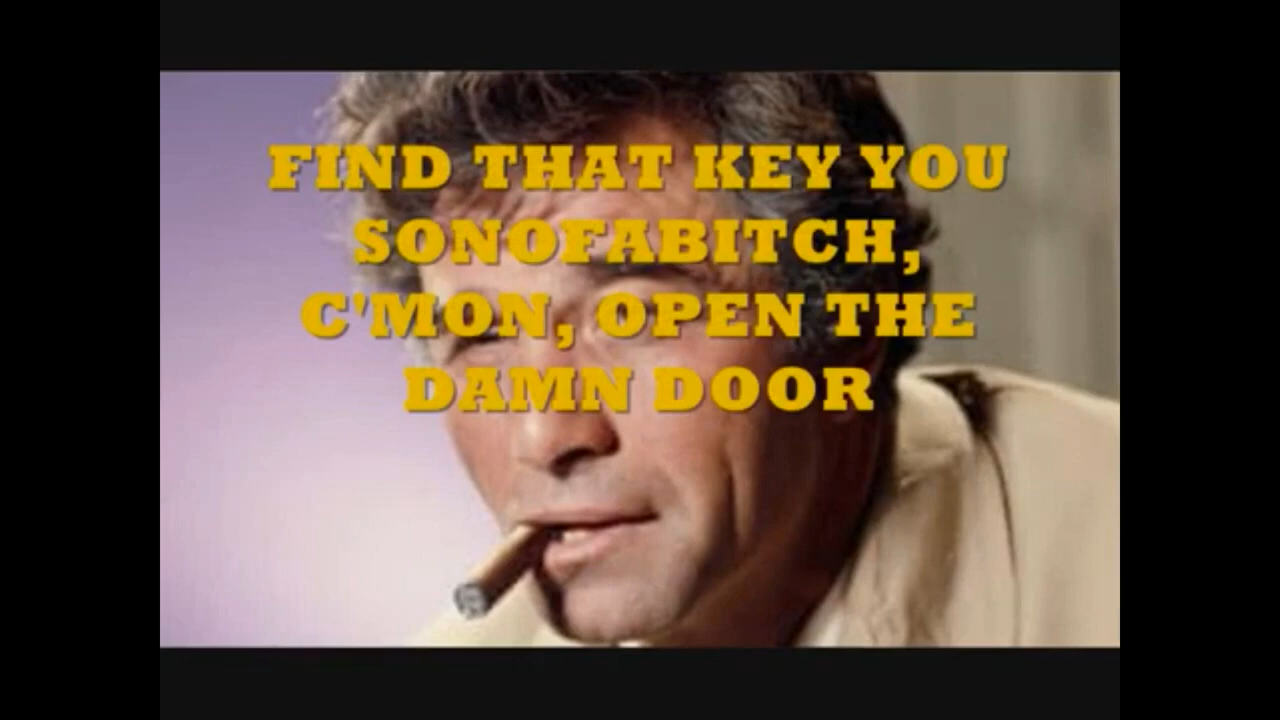 FIND THAT KEY YOU
SONOFABITCH,
C'MON, OPEN THE
DAMN DOOR